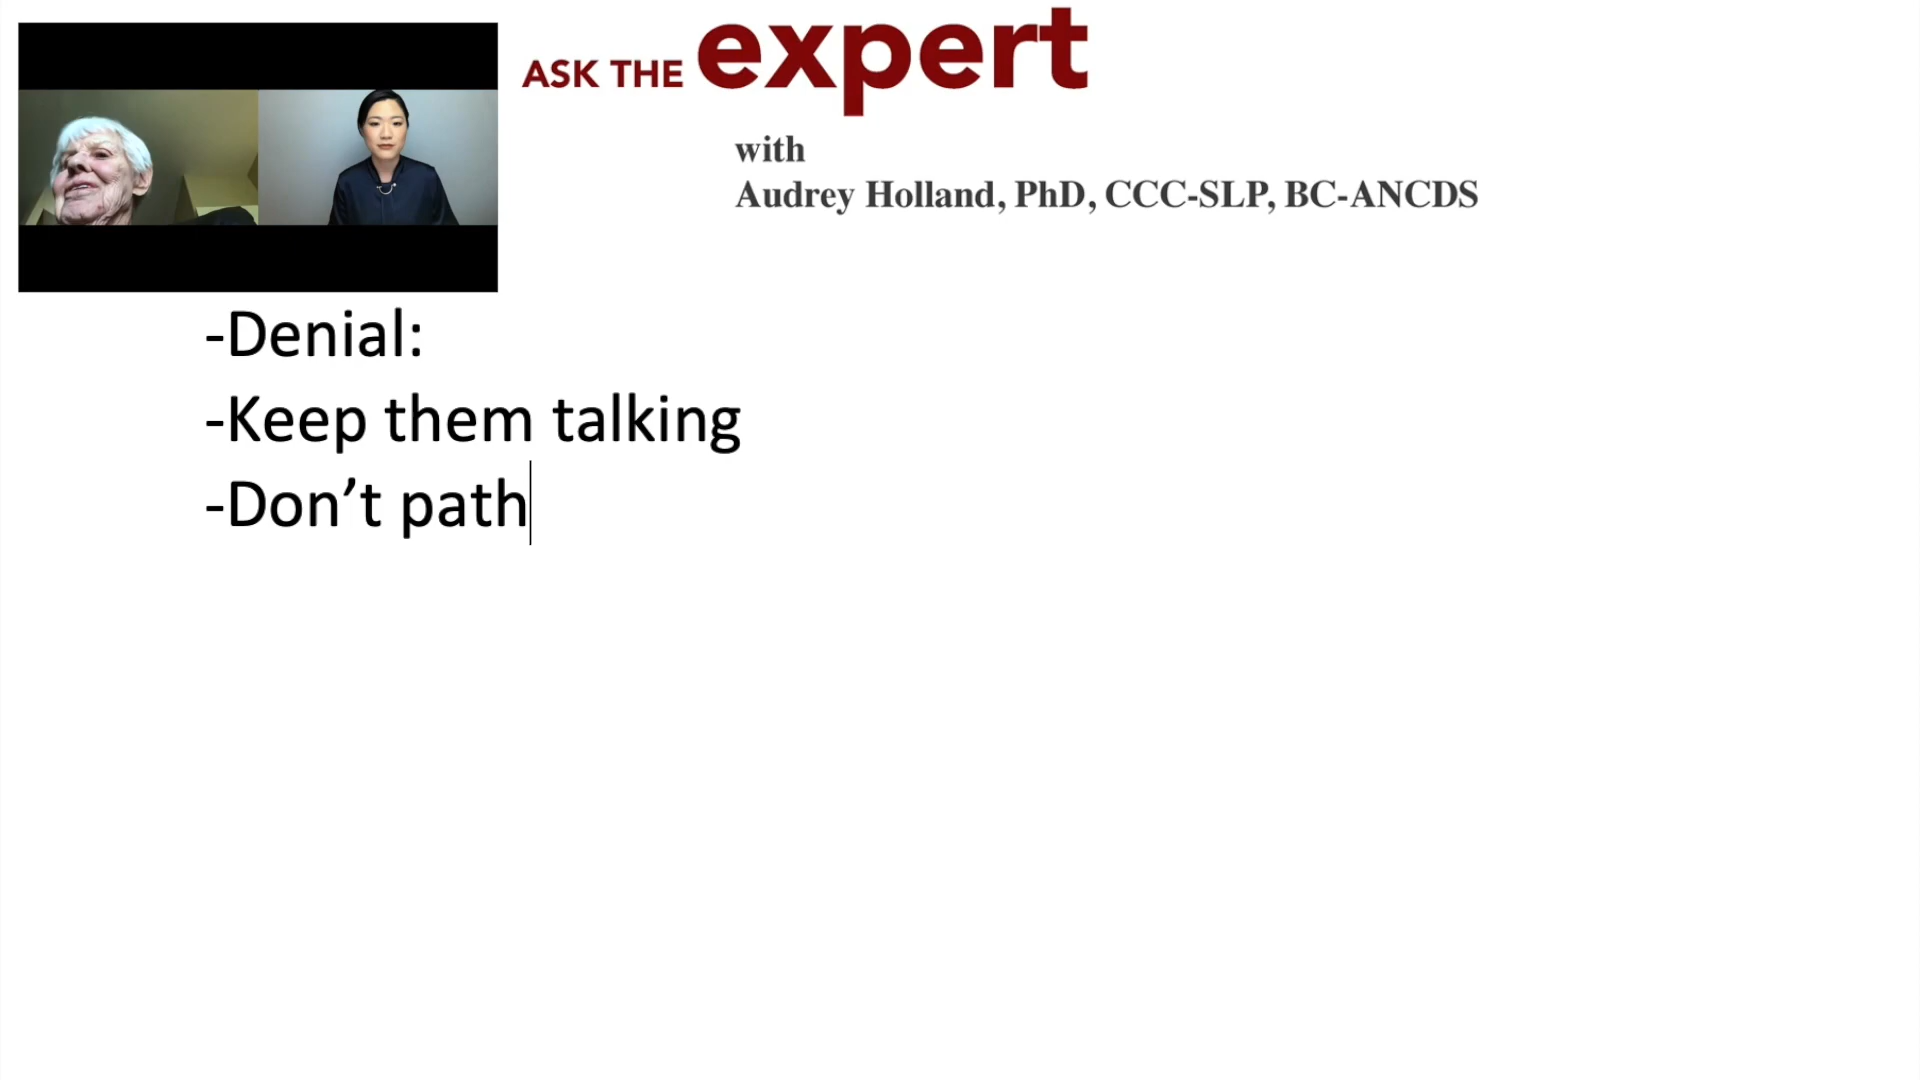 ASK THE expert
with
Audrey Holland, PhD, CCC-SLP, BC-ANCDS
-Denial:
-Keep them talking
-Don’t path